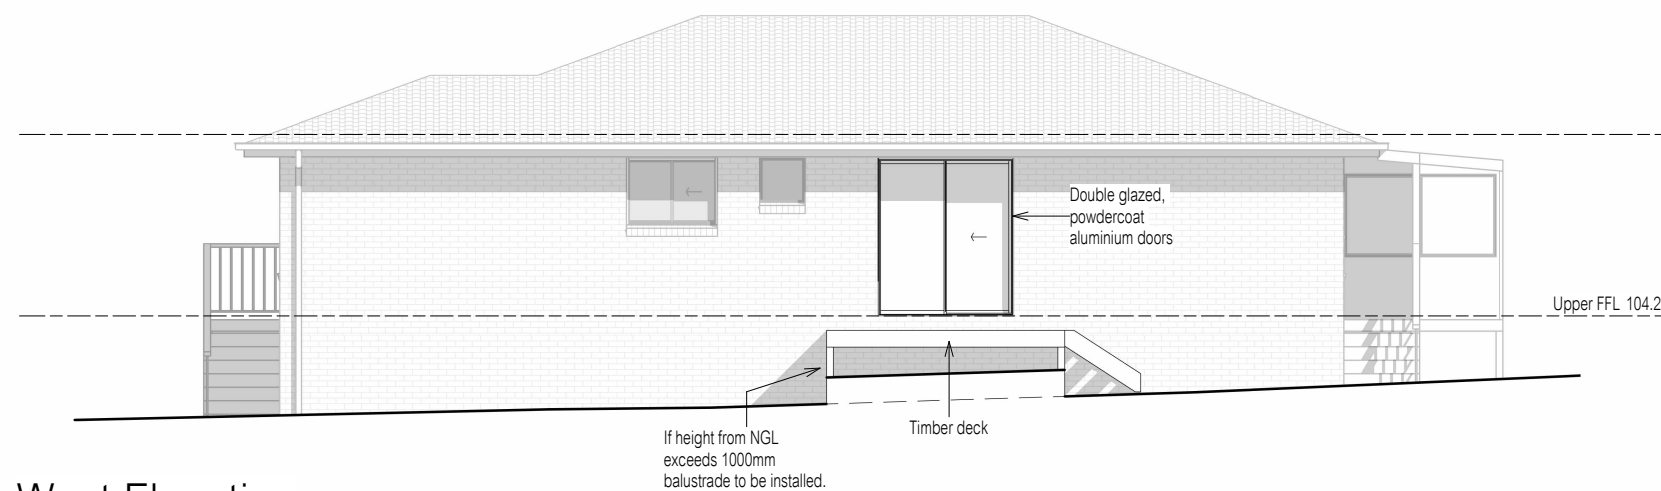 Double glazed,
powdercoat
aluminium doors
Upper FFL 104.2
If height from NGL
exceeds 1000mm
balustrade to be installed.
Timber deck